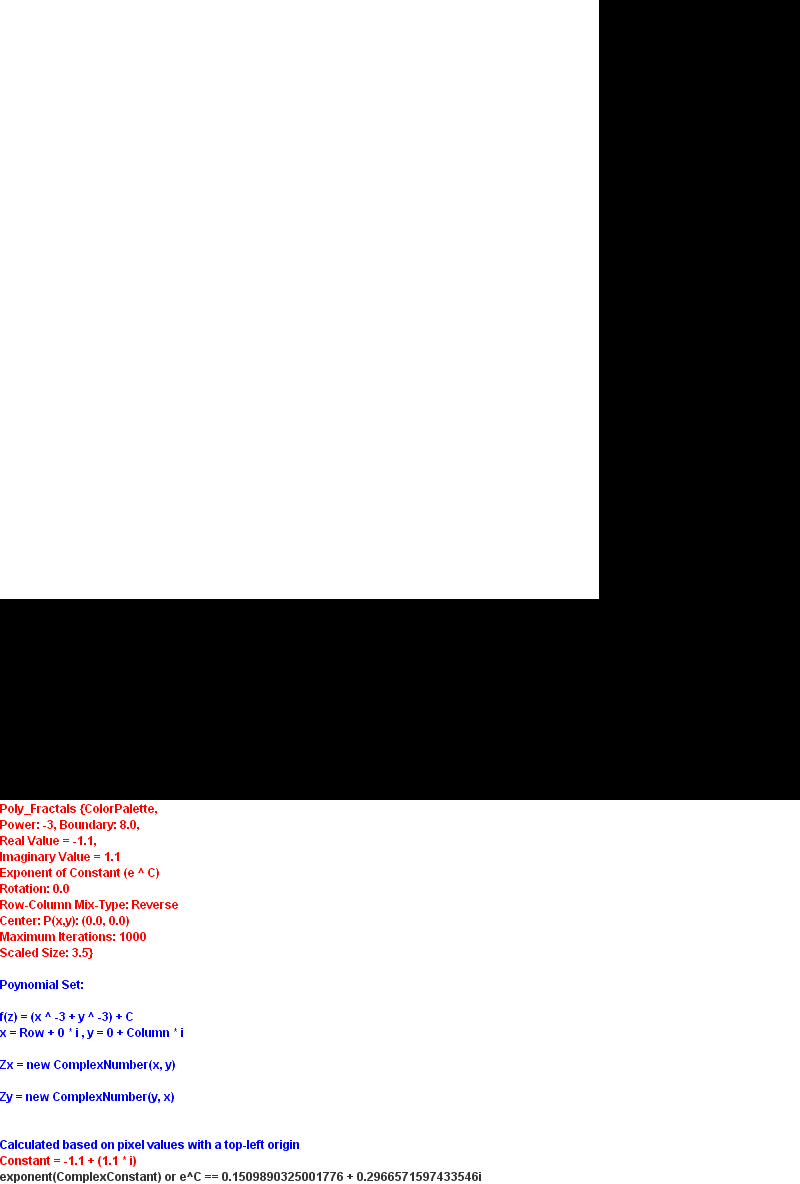 Poly_Fractals {ColorPalette,
Power: -3, Boundary: 8.0,
Real Value = -1.1,
Imaginary Value = 1.1
Exponent of Constant (e ^ C)
Rotation: 0.0
Row-Column Mix-Type: Reverse
Center: P(x,y): (0.0, 0.0)
Maximum Iterations: 1000
Scaled Size: 3.5}
Poynomial Set:
f(z) = (x ^ -3 + y ^ -3) + C
x = Row + 0 * i , y = 0 + Column * i
Zx = new ComplexNumber(x, y)
Zy = new ComplexNumber(y, x)
Calculated based on pixel values with a top-left origin
Constant = -1.1 + (1.1 * i)
exponent(ComplexConstant) or e^C == 0.1509890325001776 + 0.2966571597433546i